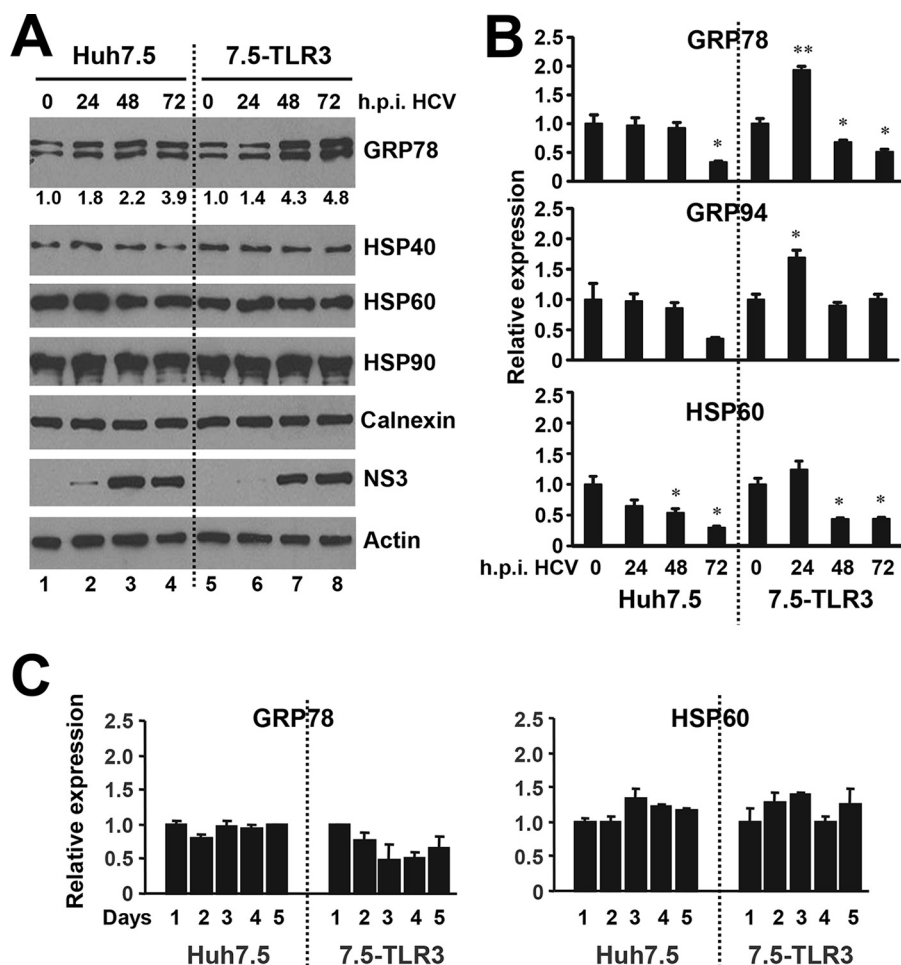 A
Huh7.5 7.5-TLR3
0 24 48 72 0 24 48 72 h.p.i. HCV
GRP78
1.0 1.8 2.2 3.9 1.0 1.4 4.3 4.8
HSP40
HSP60
HSP90
Calnexin
NS3
Actin
1 2 3 4 5 6 7 8
B
Relative expression
GRP78
2.5
2.0
1.5
1.0
0.5
0
* ** * *
GRP94
2.5
2.0
1.5
1.0
0.5
0
*
HSP60
2.5
2.0
1.5
1.0
0.5
0
* * * *
h.p.i. HCV 0 24 48 72 0 24 48 72
Huh7.5 7.5-TLR3
C
Relative expression
GRP78
2.5
2.0
1.5
1.0
0.5
0
Days 1 2 3 4 5 1 2 3 4 5
Huh7.5 7.5-TLR3
HSP60
2.5
2.0
1.5
1.0
0.5
0
1 2 3 4 5 1 2 3 4 5
Huh7.5 7.5-TLR3